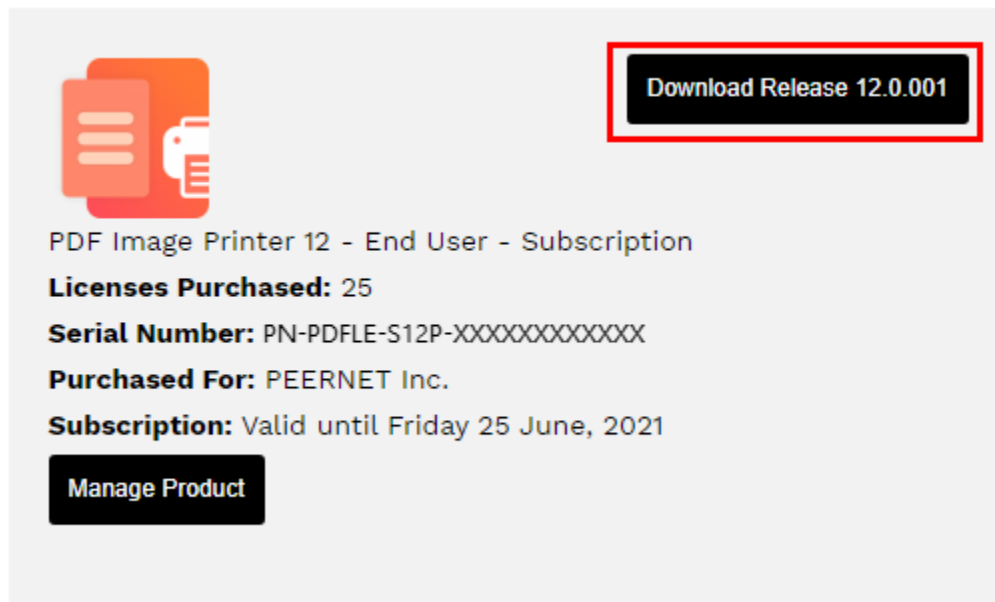 Download Release 12.0.001
PDF Image Printer 12 - End User - Subscription
Licenses Purchased: 25
Serial Number: PN-PDFLE-S12P-XXXXXXXXXXXX
Purchased For: PEERNET Inc.
Subscription: Valid until Friday 25 June, 2021
Manage Product